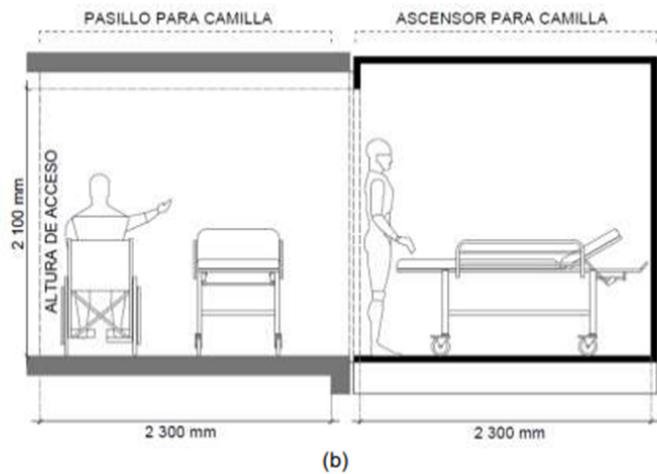 PASILLO PARA CAMILLA
ASCENSOR PARA CAMILLA
2 100 mm
ALTURA DE ACCESO
2 300 mm
2 300 mm
(b)